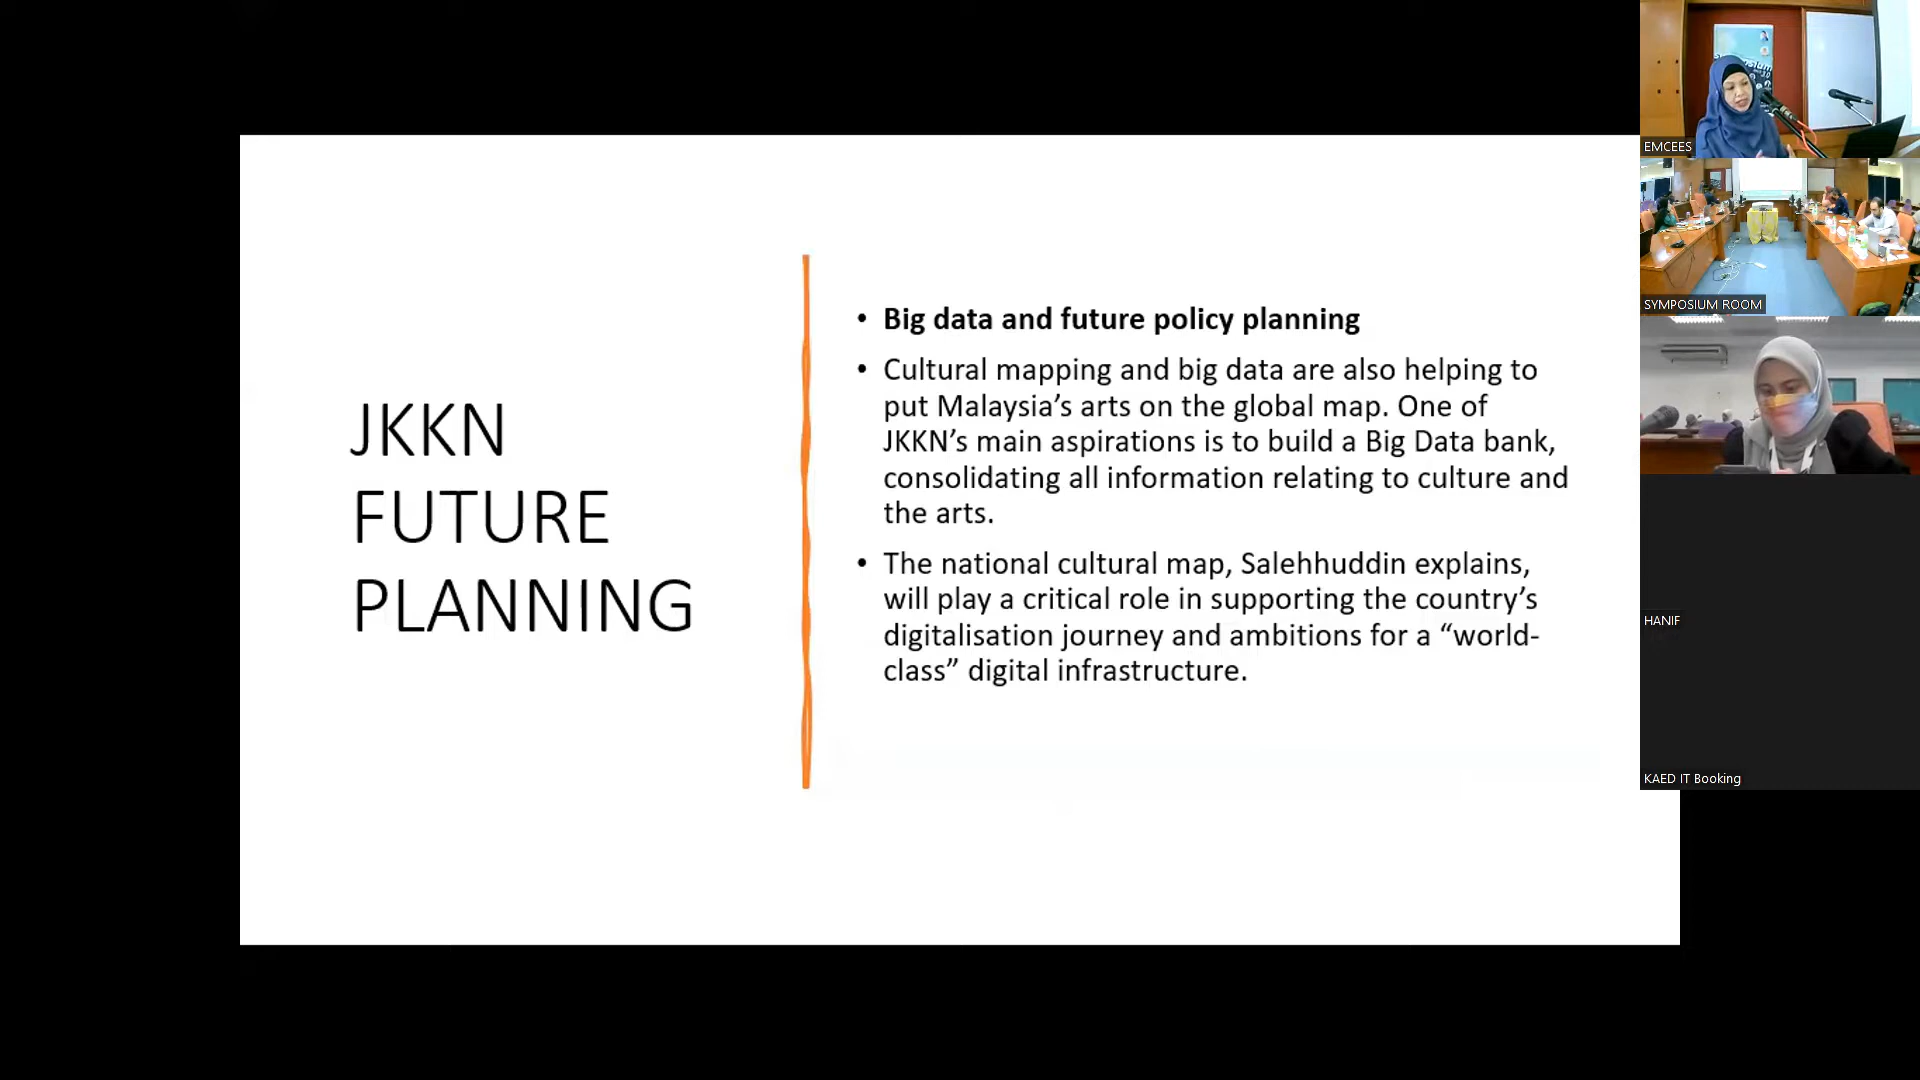 JKKN
FUTURE
PLANNING
• Big data and future policy planning
• Cultural mapping and big data are also helping to
put Malaysia’s arts on the global map. One of
JKKN’s main aspirations is to build a Big Data bank,
consolidating all information relating to culture and
the arts.
• The national cultural map, Salehhuddin explains,
will play a critical role in supporting the country’s
digitalisation journey and ambitions for a “world-
class” digital infrastructure.
EMCEES
SYMPOSIUM ROOM
HANIF
KAED IT Booking